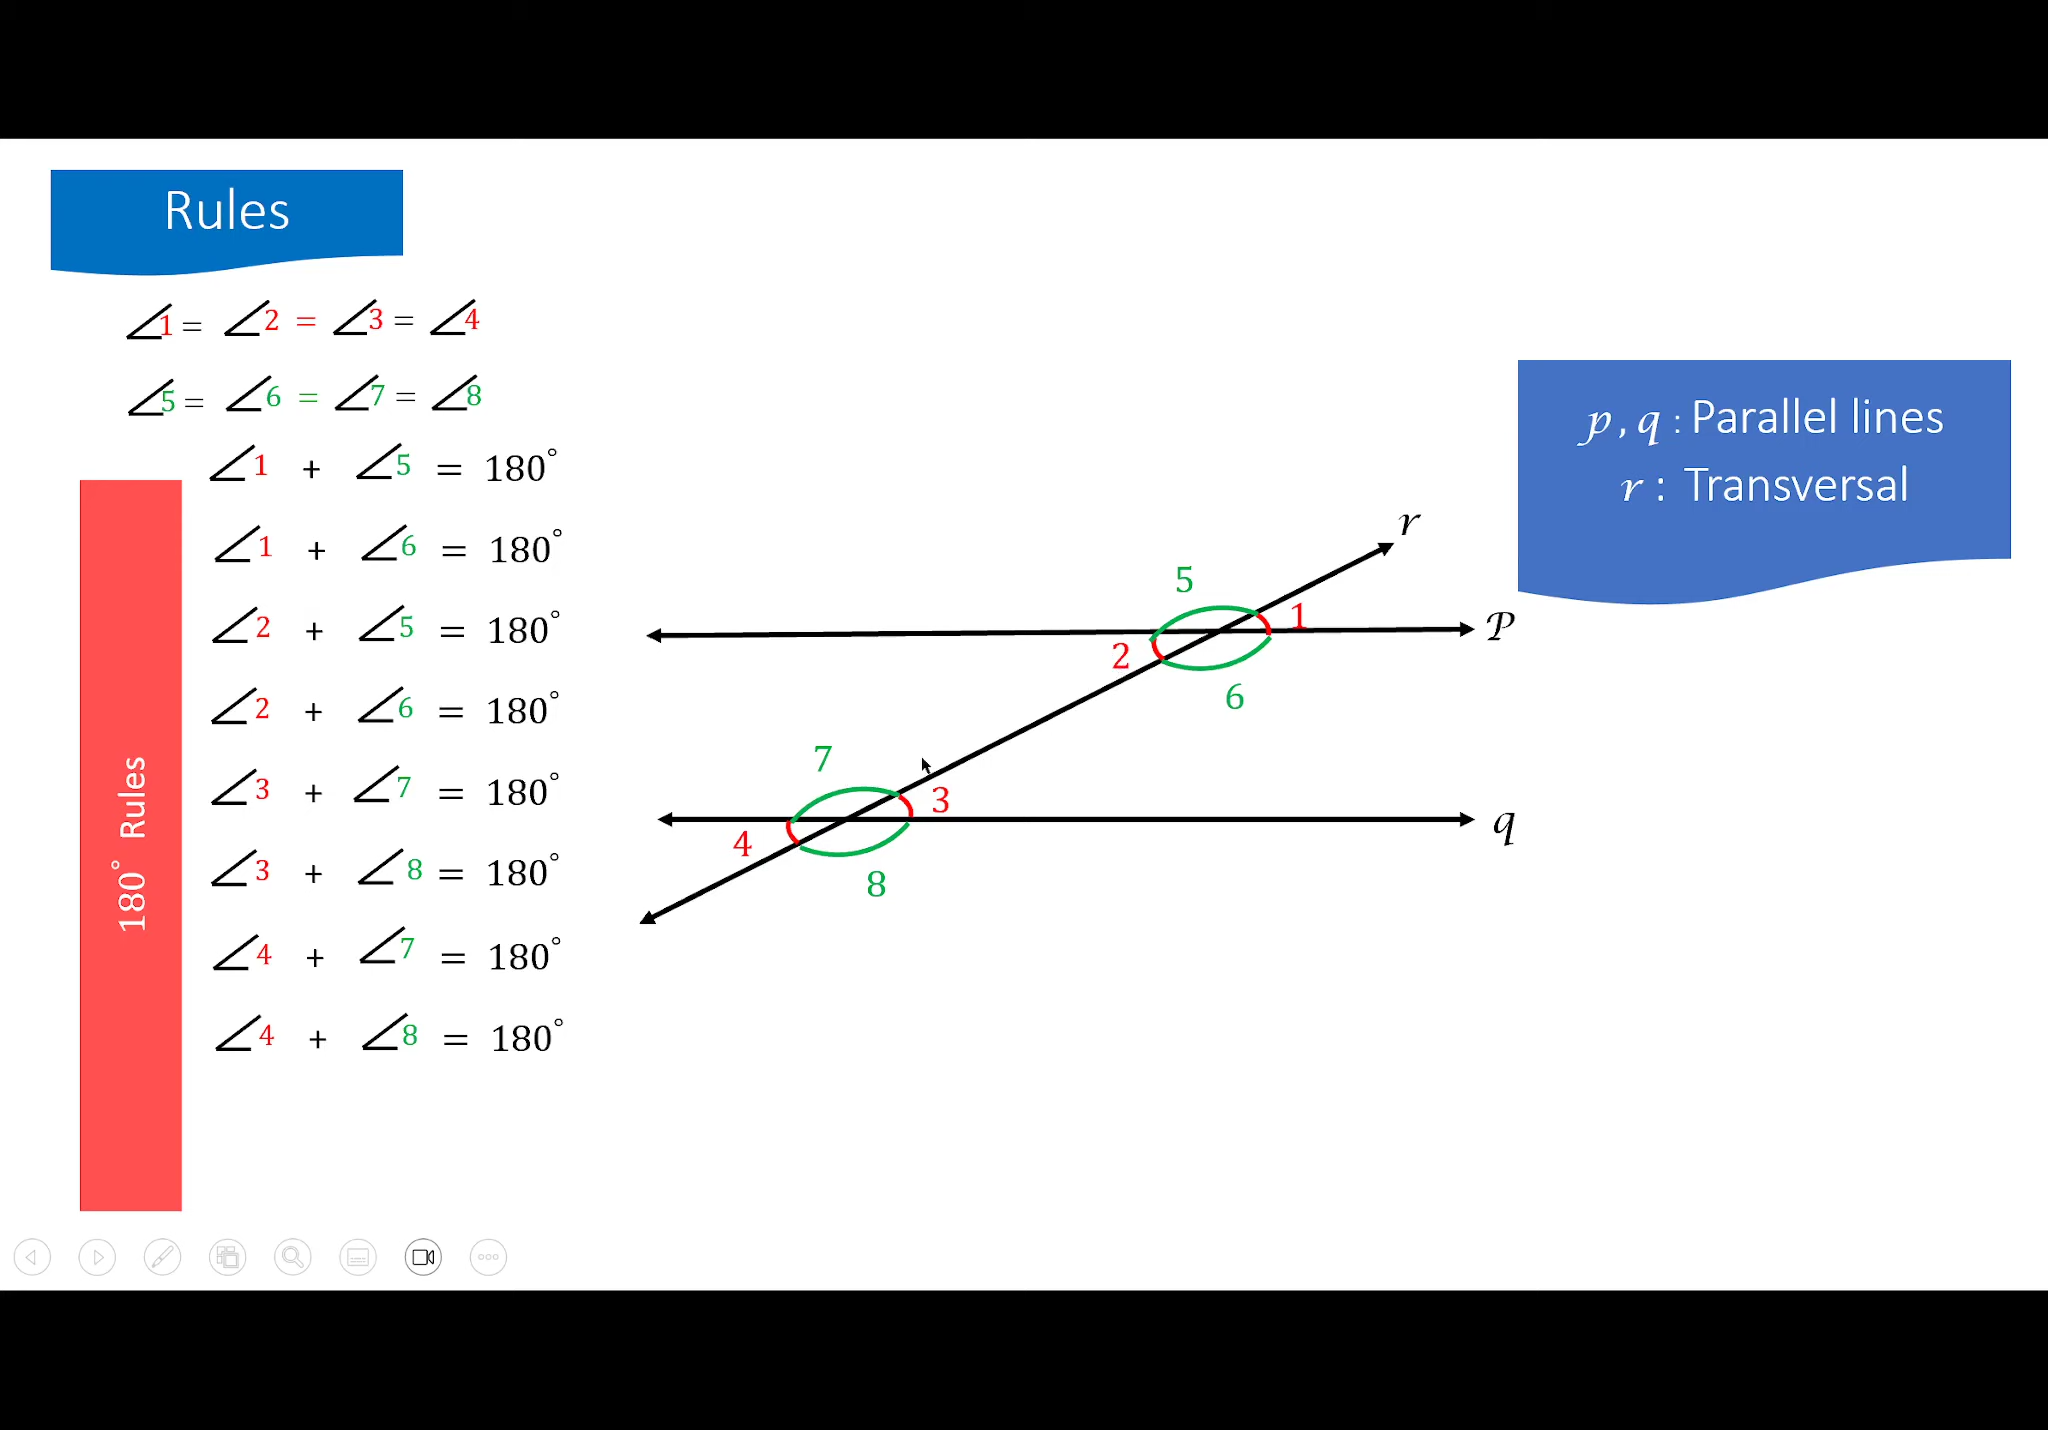 Rules
∠1 = ∠2 = ∠3 = ∠4
∠5 = ∠6 = ∠7 = ∠8
∠1 + ∠5 = 180°
∠1 + ∠6 = 180°
∠2 + ∠5 = 180°
∠2 + ∠6 = 180°
∠3 + ∠7 = 180°
∠3 + ∠8 = 180°
∠4 + ∠7 = 180°
∠4 + ∠8 = 180°
180° Rules
p, q : Parallel lines
r : Transversal
r
5
1
P
2
6
7
3
q
4
8